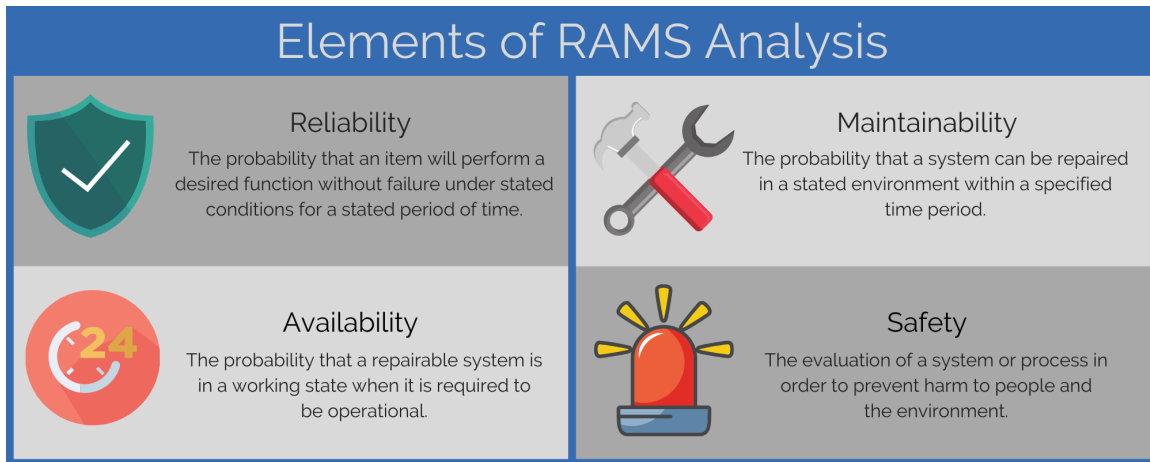 Elements of RAMS Analysis
Reliability
The probability that an item will perform a
desired function without failure under stated
conditions for a stated period of time.
Maintainability
The probability that a system can be repaired
in a stated environment within a specified
time period.
24
Availability
The probability that a repairable system is
in a working state when it is required to
be operational.
Safety
The evaluation of a system or process in
order to prevent harm to people and
the environment.